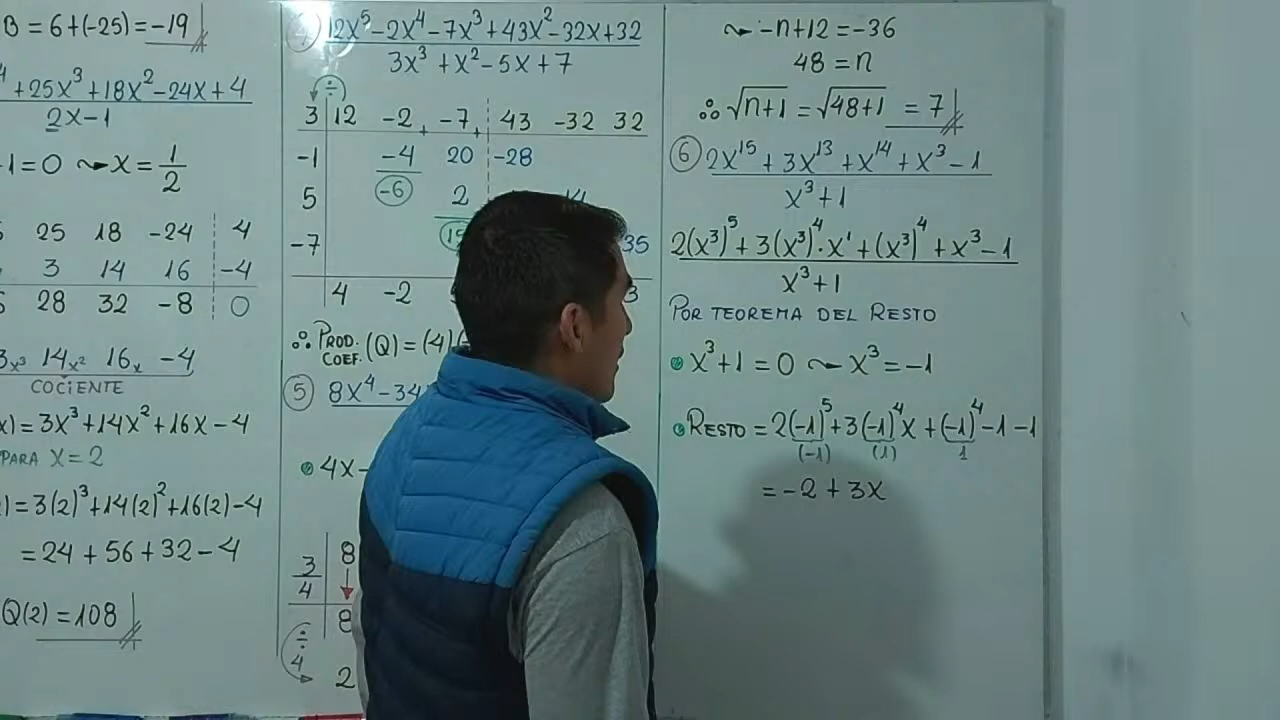 B = 6+(-25) = -19
+25x³+18x²-24x+4
2x-1
1=0 ⤳ x = 1/2
25 18 -24 4
3 14 16 -4
28 32 -8 0
3x³ 14x² 16x -4
COCIENTE
x) = 3x³+14x²+16x-4
PARA x=2
) = 3(2)³+14(2)²+16(2)-4
= 24+56+32-4
Q(2) = 108
12x⁵-2x⁴-7x³+43x²-32x+32
3x³+x²-5x+7
÷
3 12 -2 + -7 + 43 -32 32
-1 -4 20 -28
5 -6 2
-7 35
4 -2 3
∴ PROD. COEF. (Q) = (4)(
⑤ 8x⁴-34
4x-
3/4 8
8
÷4 2
⤳ -n+12 = -36
48 = n
∴ √(n+1) = √(48+1) = 7
⑥ 2x¹⁵ + 3x¹³ + x¹⁴ + x³ - 1
x³+1
2(x³)⁵ + 3(x³)⁴·x¹ + (x³)⁴ + x³ - 1
x³+1
POR TEOREMA DEL RESTO
• x³+1 = 0 ⤳ x³ = -1
• RESTO = 2(-1)⁵ + 3(-1)⁴x + (-1)⁴ - 1 - 1
(-1) (1) 1
= -2 + 3x